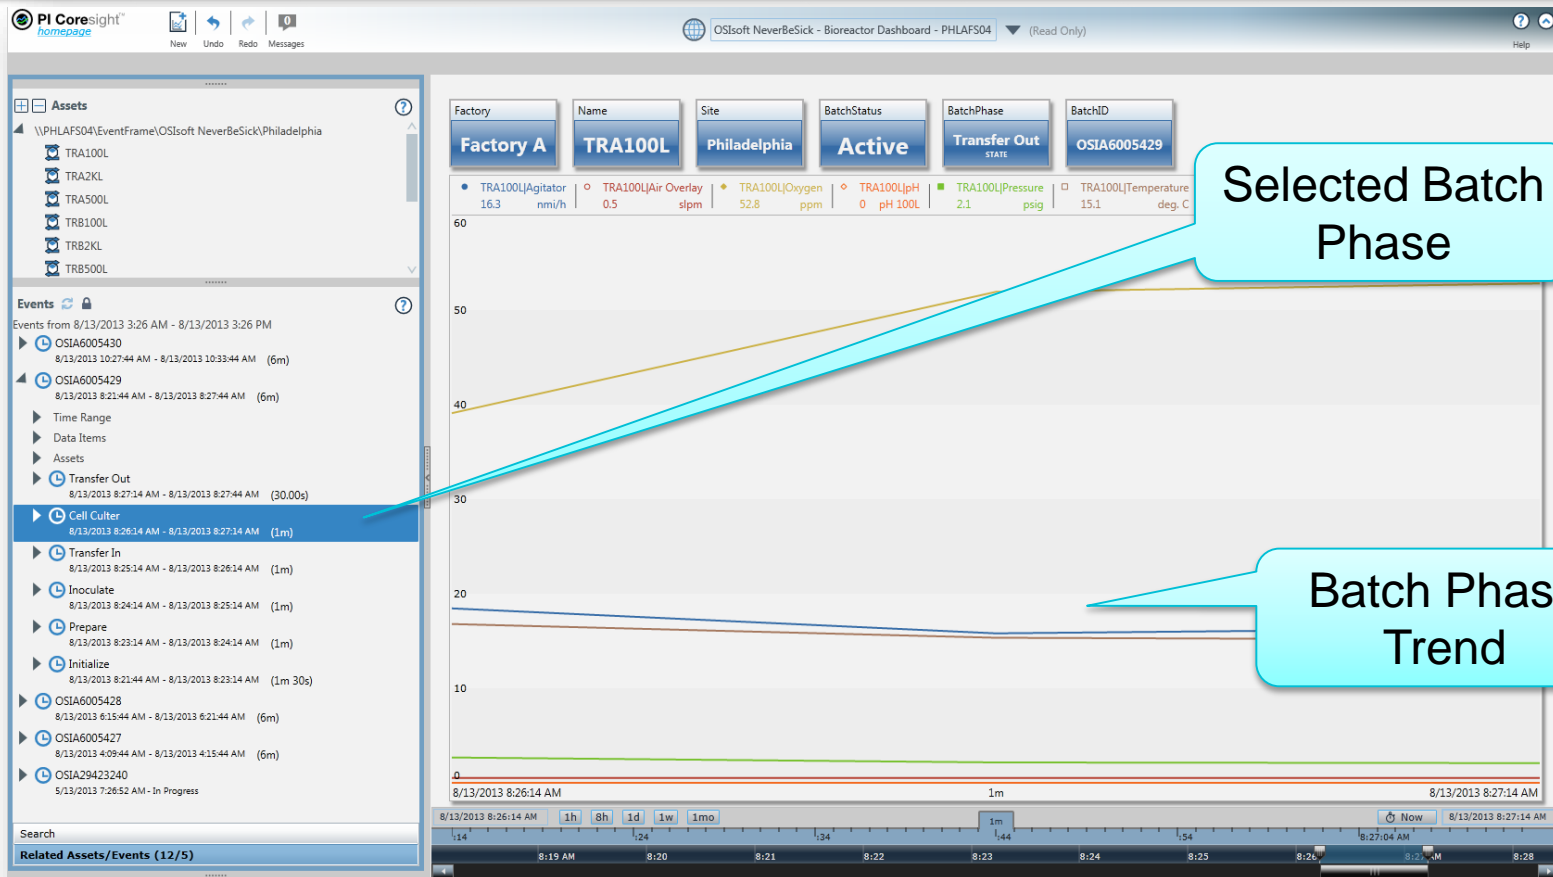 PI Coresight™
homepage
New
Undo
Redo
0
Messages
OSIsoft NeverBeSick - Bioreactor Dashboard - PHLAFS04
(Read Only)
?
Help
Assets
?
\\PHLAFS04\EventFrame\OSIsoft NeverBeSick\Philadelphia
TRA100L
TRA2KL
TRA500L
TRB100L
TRB2KL
TRB500L
Events
?
Events from 8/13/2013 3:26 AM - 8/13/2013 3:26 PM
OSIA6005430
8/13/2013 10:27:44 AM - 8/13/2013 10:33:44 AM (6m)
OSIA6005429
8/13/2013 8:21:44 AM - 8/13/2013 8:27:44 AM (6m)
Time Range
Data Items
Assets
Transfer Out
8/13/2013 8:27:14 AM - 8/13/2013 8:27:44 AM (30.00s)
Cell Culter
8/13/2013 8:26:14 AM - 8/13/2013 8:27:14 AM (1m)
Transfer In
8/13/2013 8:25:14 AM - 8/13/2013 8:26:14 AM (1m)
Inoculate
8/13/2013 8:24:14 AM - 8/13/2013 8:25:14 AM (1m)
Prepare
8/13/2013 8:23:14 AM - 8/13/2013 8:24:14 AM (1m)
Initialize
8/13/2013 8:21:44 AM - 8/13/2013 8:23:14 AM (1m 30s)
OSIA6005428
8/13/2013 6:15:44 AM - 8/13/2013 6:21:44 AM (6m)
OSIA6005427
8/13/2013 4:09:44 AM - 8/13/2013 4:15:44 AM (6m)
OSIA29423240
5/13/2013 7:26:52 AM - In Progress
Search
Related Assets/Events (12/5)
Factory
Factory A
Name
TRA100L
Site
Philadelphia
BatchStatus
Active
BatchPhase
Transfer Out
STATE
BatchID
OSIA6005429
TRA100L|Agitator
16.3 nmi/h
TRA100L|Air Overlay
0.5 slpm
TRA100L|Oxygen
52.8 ppm
TRA100L|pH
0 pH 100L
TRA100L|Pressure
2.1 psig
TRA100L|Temperature
15.1 deg. C
Selected Batch
Phase
60
50
40
30
20
10
0
Batch Phas
Trend
8/13/2013 8:26:14 AM 1m 8/13/2013 8:27:14 AM
8/13/2013 8:26:14 AM 1h 8h 1d 1w 1mo 1m Now 8/13/2013 8:27:14 AM
:14 :24 :34 :44 :54 8:27:04 AM
8:19 AM 8:20 8:21 8:22 8:23 8:24 8:25 8:26 8:27 AM 8:28